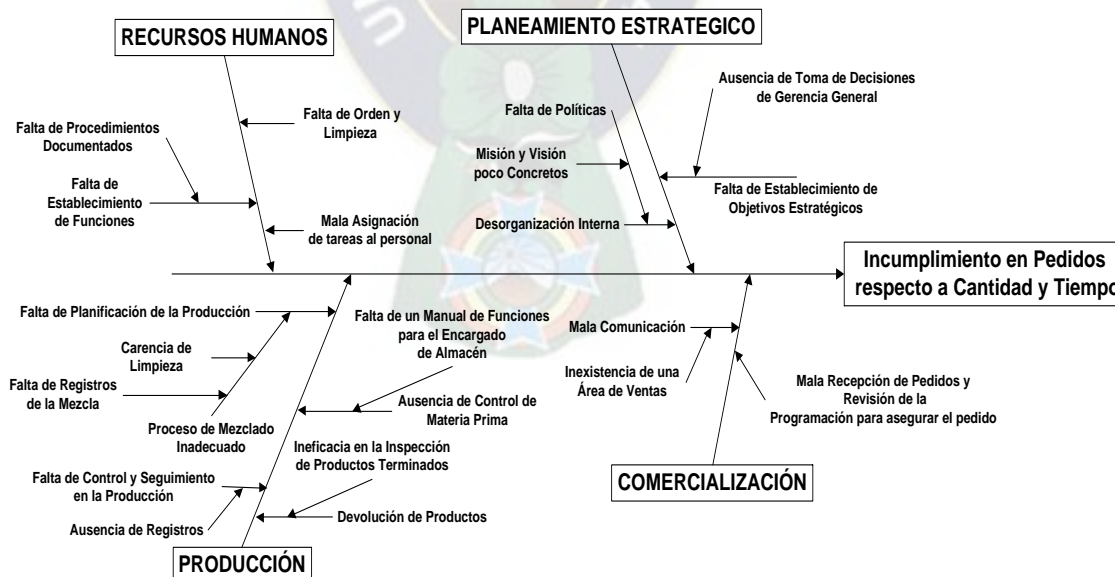 RECURSOS HUMANOS
PLANEAMIENTO ESTRATEGICO
Falta de Orden y
Limpieza
Falta de Procedimientos
Documentados
Falta de
Establecimiento
de Funciones
Mala Asignación
de tareas al personal
Ausencia de Toma de Decisiones
de Gerencia General
Falta de Políticas
Misión y Visión
poco Concretos
Desorganización Interna
Falta de Establecimiento de
Objetivos Estratégicos
Incumplimiento en Pedidos
respecto a Cantidad y Tiempo
Falta de Planificación de la Producción
Carencia de
Limpieza
Falta de Registros
de la Mezcla
Proceso de Mezclado
Inadecuado
Falta de un Manual de Funciones
para el Encargado
de Almacén
Ausencia de Control de
Materia Prima
Ineficacia en la Inspección
de Productos Terminados
Falta de Control y Seguimiento
en la Producción
Ausencia de Registros
Devolución de Productos
PRODUCCIÓN
Mala Comunicación
Inexistencia de una
Área de Ventas
Mala Recepción de Pedidos y
Revisión de la
Programación para asegurar el pedido
COMERCIALIZACIÓN